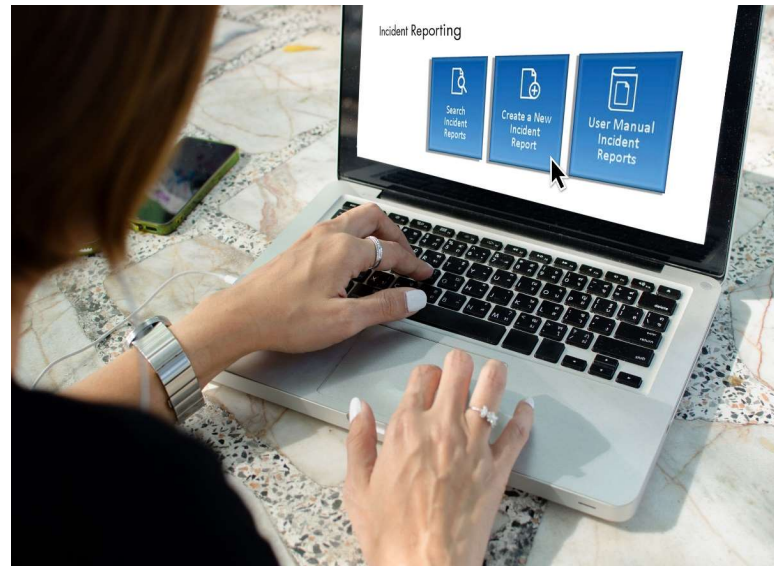 Incident Reporting
Search
Incident
Reports
Create a New
Incident
Report
User Manual
Incident
Reports